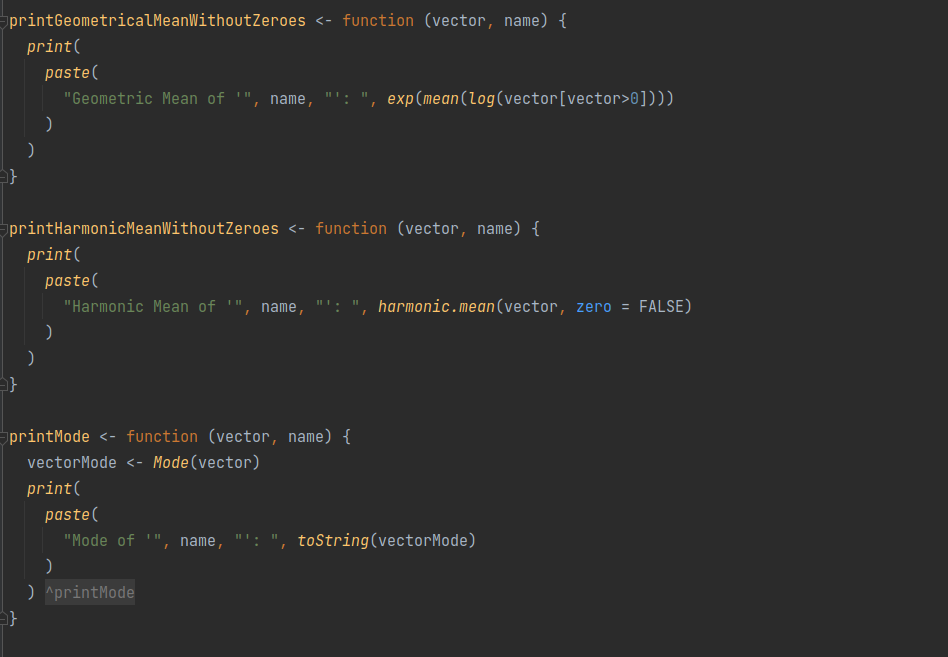 printGeometricalMeanWithoutZeroes <- function (vector, name) {
  print(
    paste(
      "Geometric Mean of '", name, "': ", exp(mean(log(vector[vector>0])))
    )
  )
}

printHarmonicMeanWithoutZeroes <- function (vector, name) {
  print(
    paste(
      "Harmonic Mean of '", name, "': ", harmonic.mean(vector, zero = FALSE)
    )
  )
}

printMode <- function (vector, name) {
  vectorMode <- Mode(vector)
  print(
    paste(
      "Mode of '", name, "': ", toString(vectorMode)
    )
  ) ^printMode
}